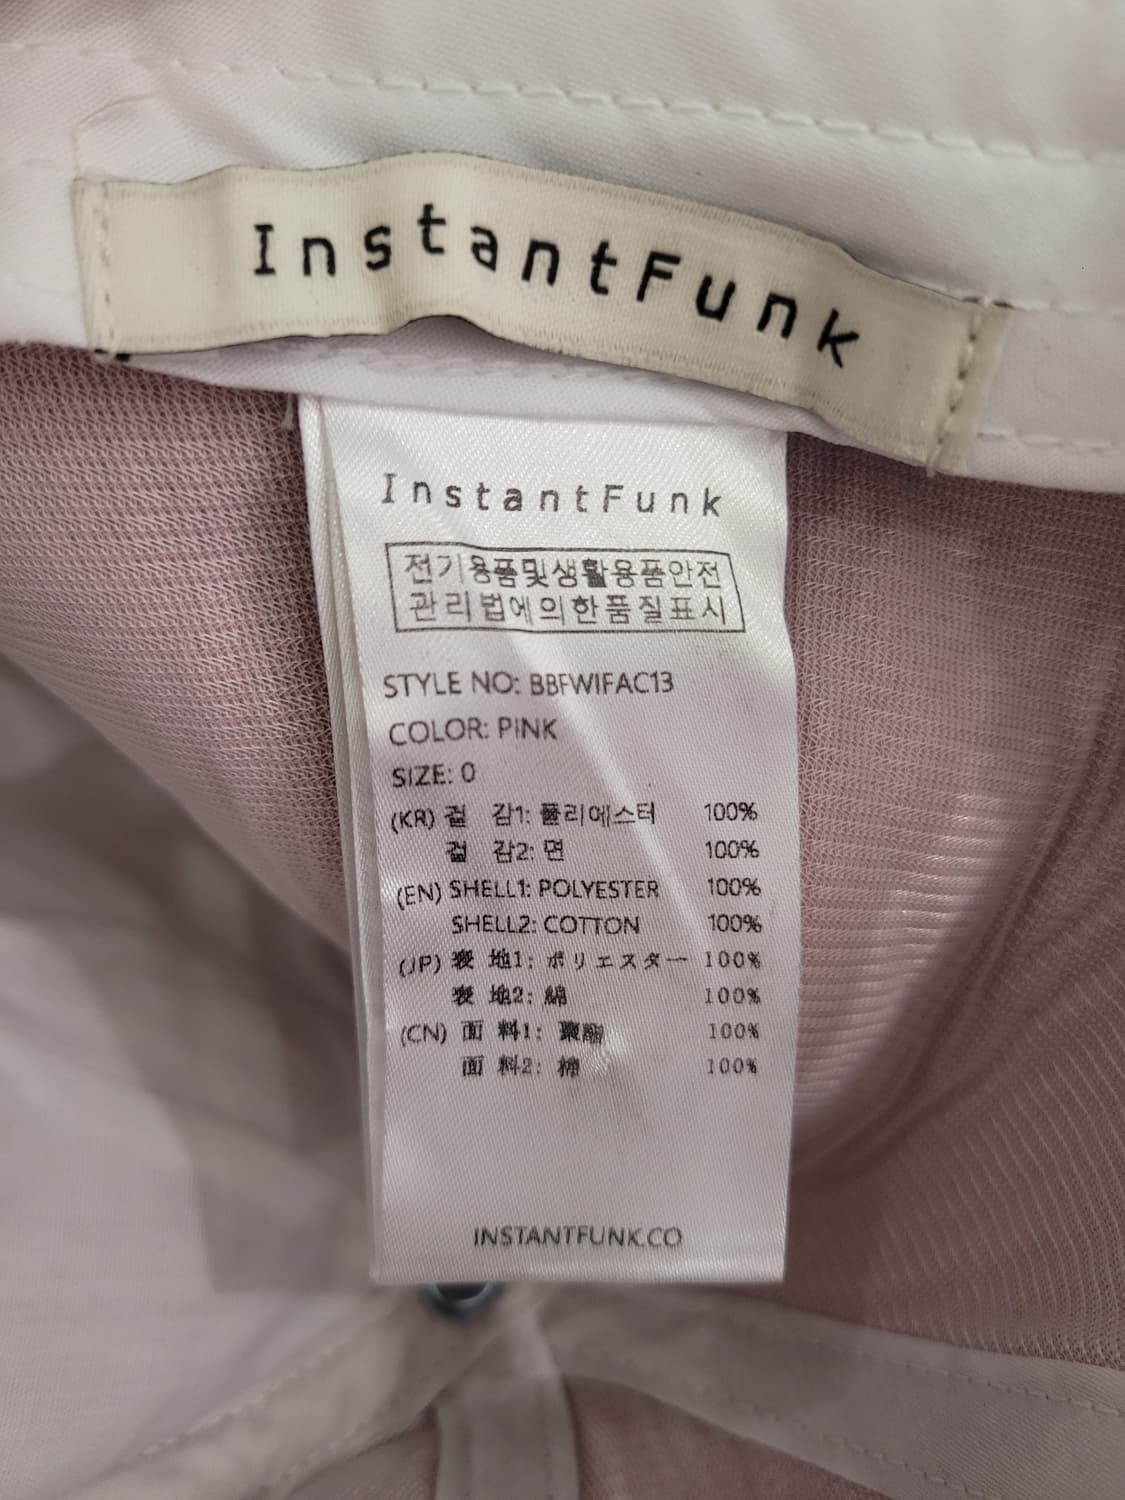 InstantFunk
InstantFunk
전기용품및생활용품안전
관리법에의한품질표시
STYLE NO: BBFWIFAC13
COLOR: PINK
SIZE: 0
(KR) 겉 감1: 폴리에스터 100%
겉 감2: 면 100%
(EN) SHELL1: POLYESTER 100%
SHELL2: COTTON 100%
(JP) 表 地1: ポリエスター 100%
表 地2: 綿 100%
(CN) 面 料1: 聚酯 100%
面 料2: 棉 100%
INSTANTFUNK.CO